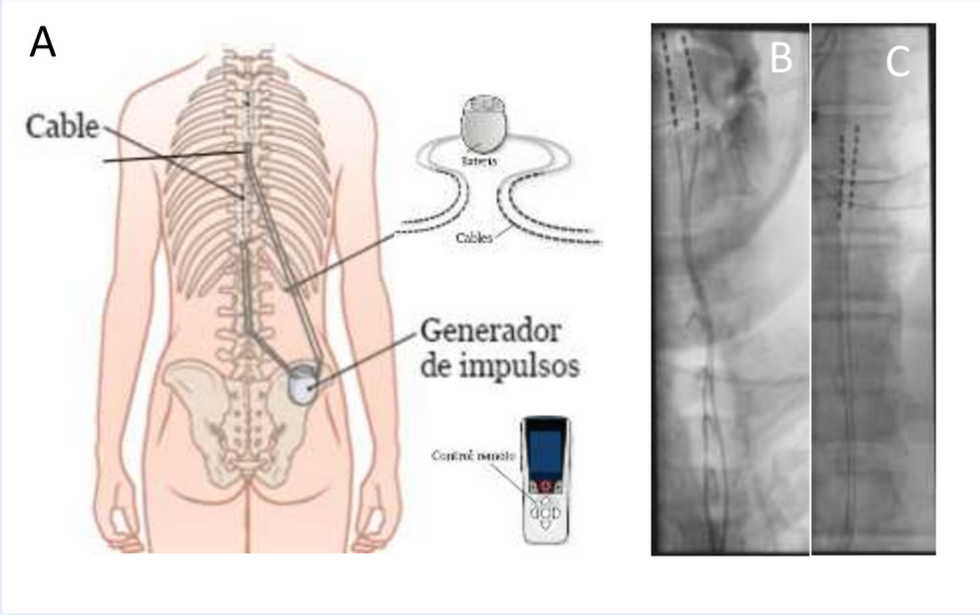 A
Cable
Batería
Cables
Generador
de impulsos
Control remoto
B
C